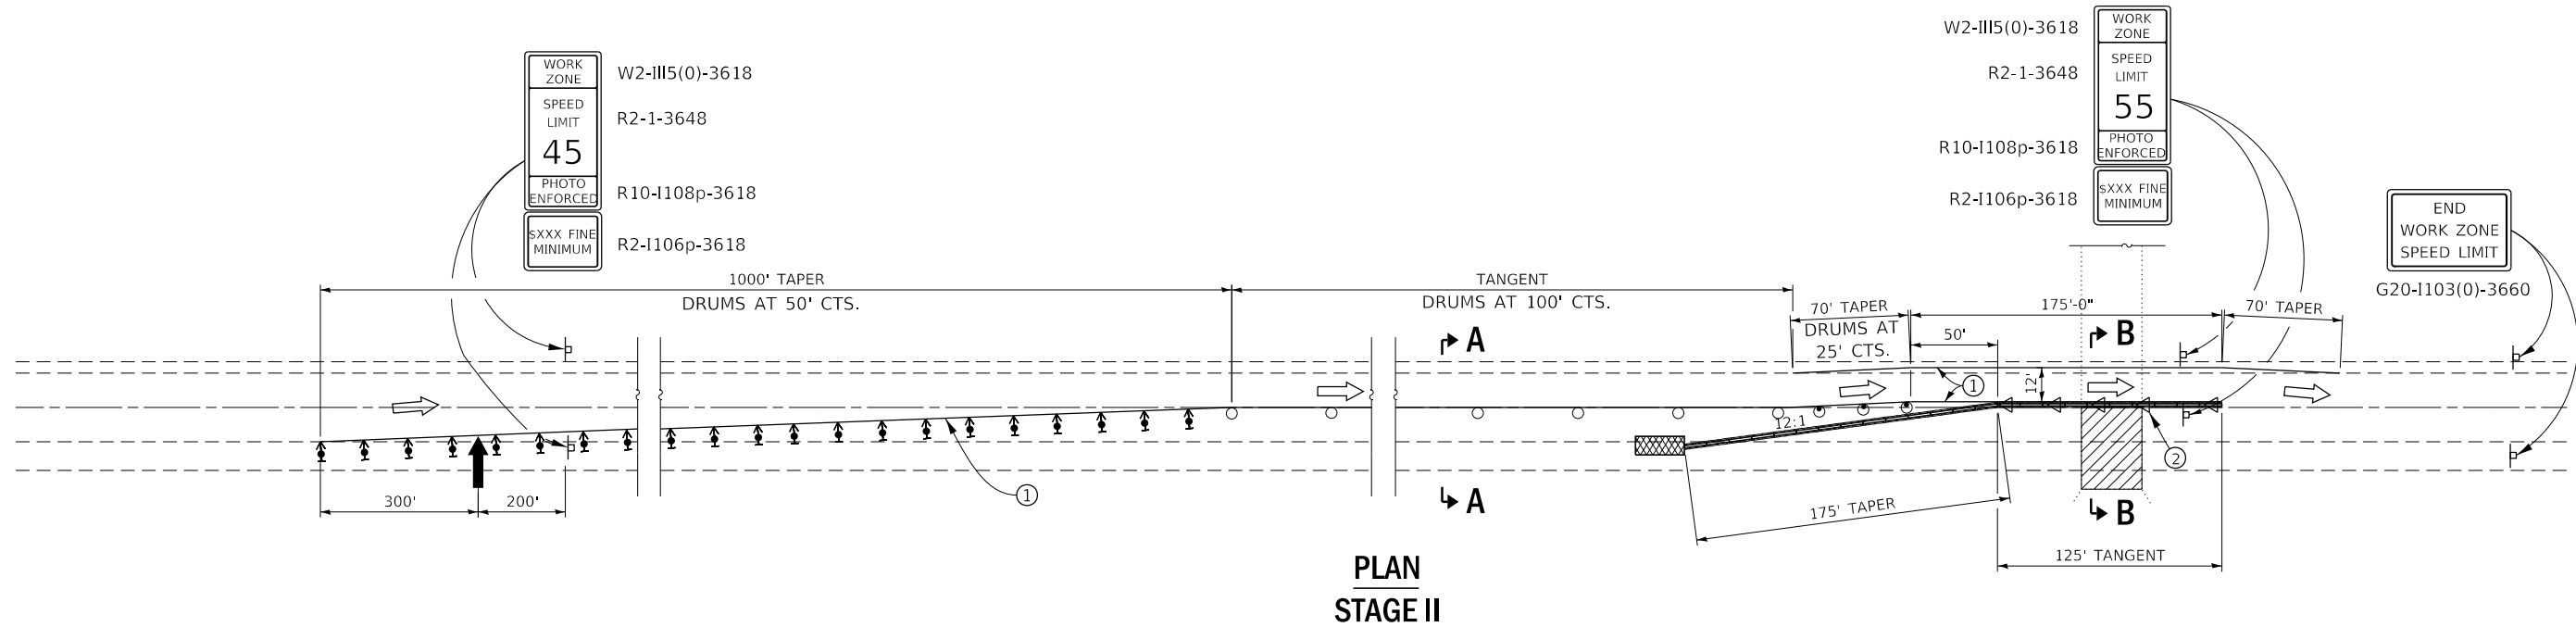 WORK
ZONE
SPEED
LIMIT
45
PHOTO
ENFORCED
$XXX FINE
MINIMUM
W2-III5(0)-3618
R2-1-3648
R10-I108p-3618
R2-I106p-3618
W2-III5(0)-3618
R2-1-3648
R10-I108p-3618
R2-I106p-3618
WORK
ZONE
SPEED
LIMIT
55
PHOTO
ENFORCED
$XXX FINE
MINIMUM
END
WORK ZONE
SPEED LIMIT
G20-I103(0)-3660
1000' TAPER
DRUMS AT 50' CTS.
TANGENT
DRUMS AT 100' CTS.
70' TAPER
DRUMS AT
25' CTS.
175'-0"
70' TAPER
50'
A
B
1
12'
12:1
300'
200'
1
A
175' TAPER
2
B
125' TANGENT
PLAN
STAGE II